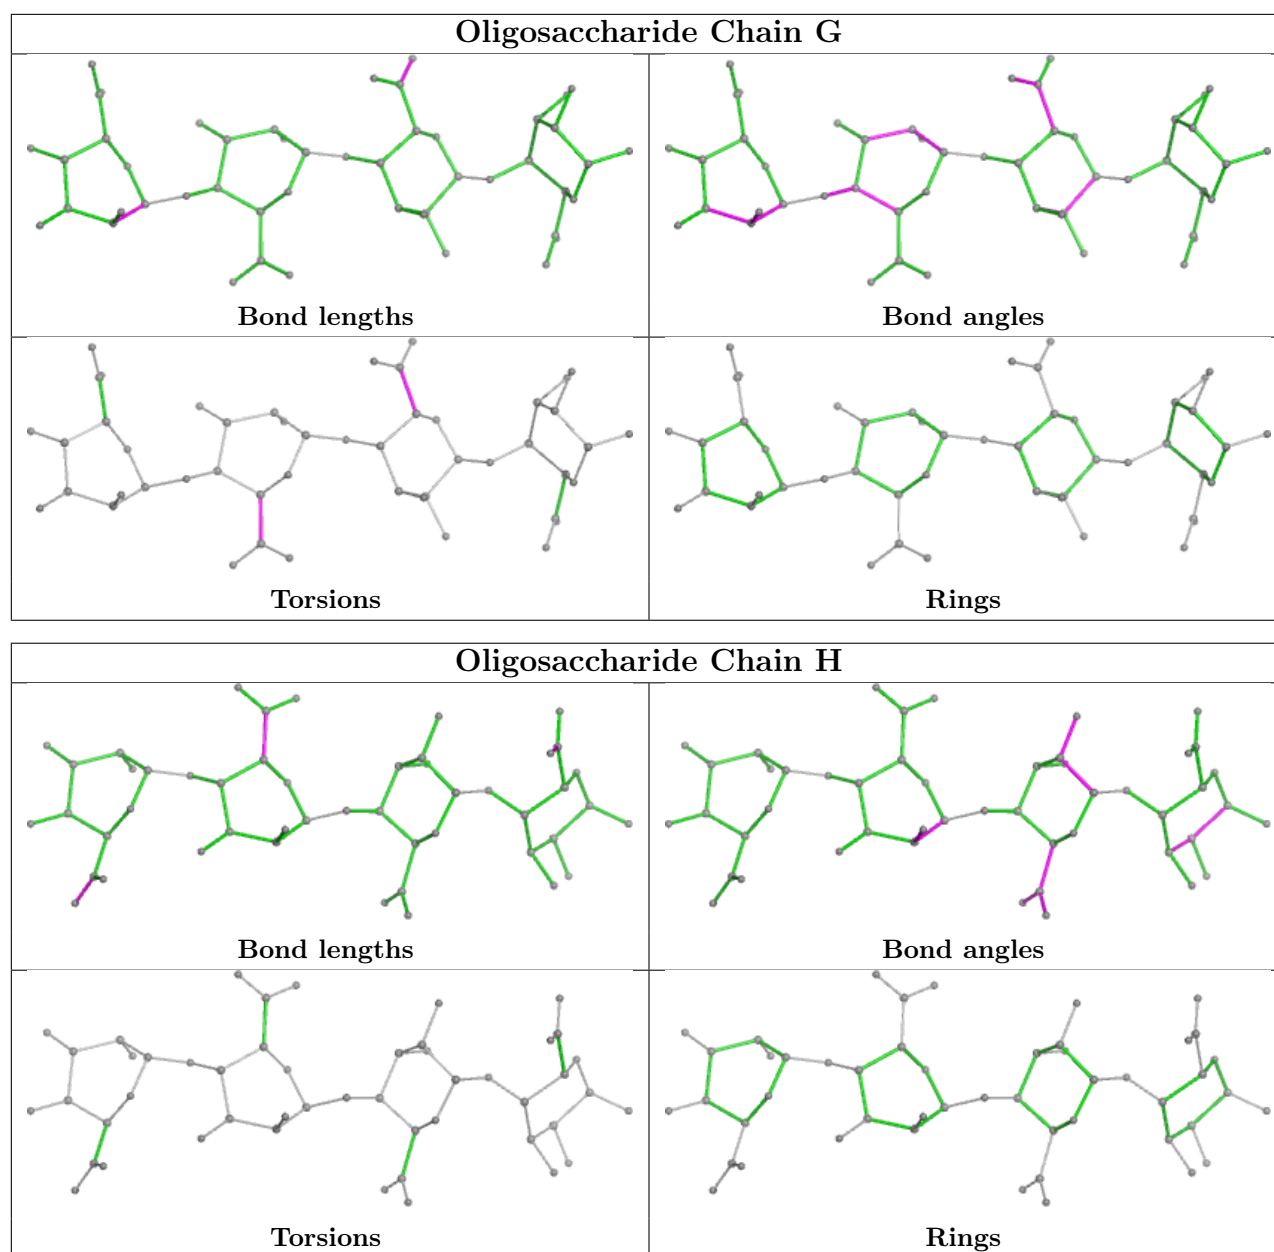 Oligosaccharide Chain G
Bond lengths
Bond angles
Torsions
Rings
Oligosaccharide Chain H
Bond lengths
Bond angles
Torsions
Rings